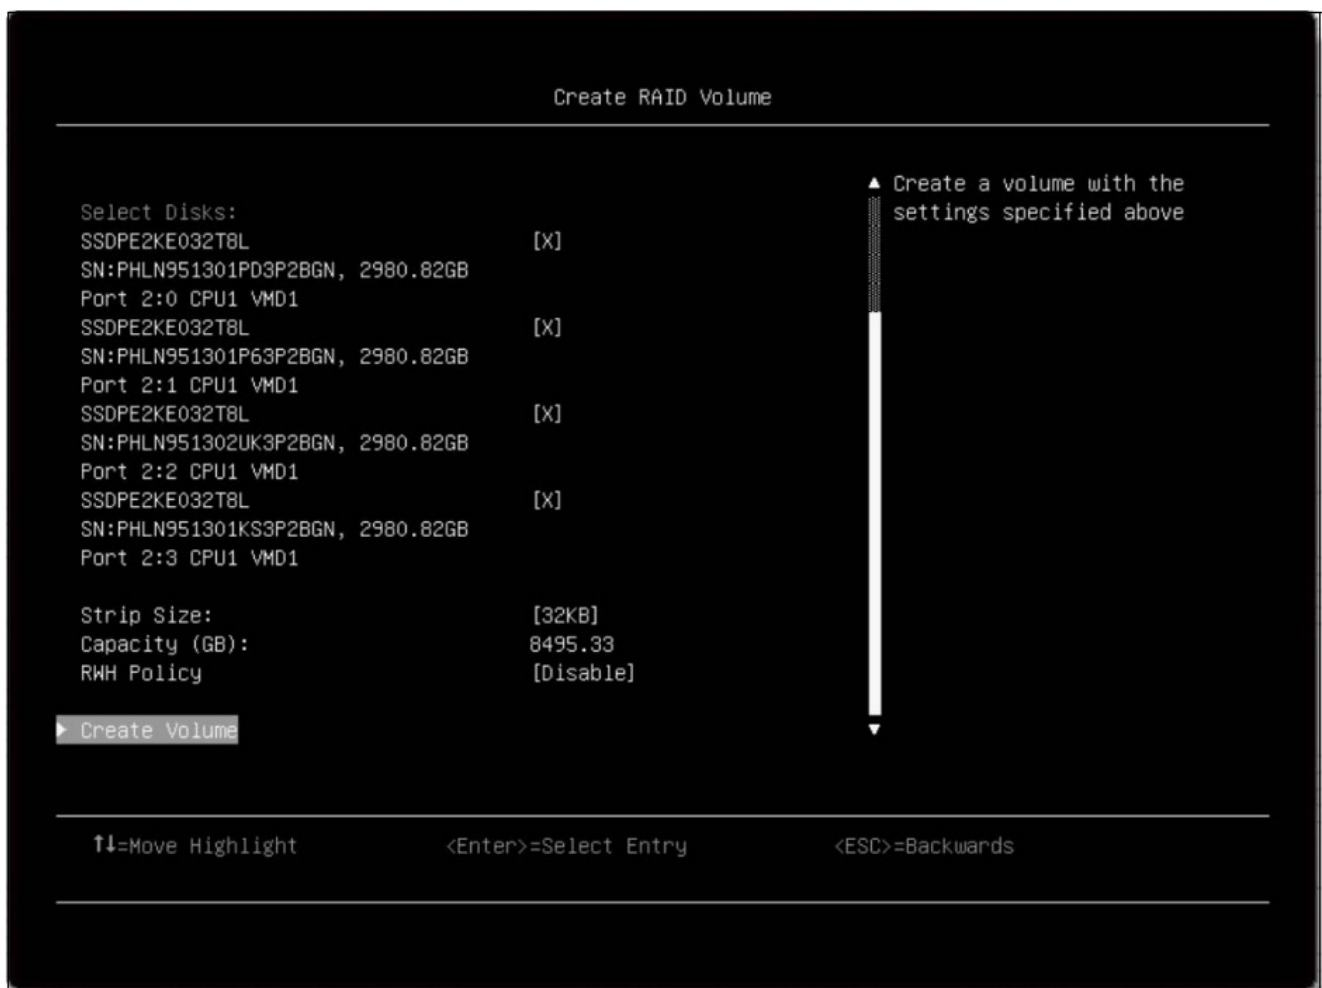 Create RAID Volume
Create a volume with the
settings specified above
Select Disks:
SSDPE2KE032T8L [X]
SN:PHLN951301PD3P2BGN, 2980.82GB
Port 2:0 CPU1 VMD1
SSDPE2KE032T8L [X]
SN:PHLN951301P63P2BGN, 2980.82GB
Port 2:1 CPU1 VMD1
SSDPE2KE032T8L [X]
SN:PHLN951302UK3P2BGN, 2980.82GB
Port 2:2 CPU1 VMD1
SSDPE2KE032T8L [X]
SN:PHLN951301KS3P2BGN, 2980.82GB
Port 2:3 CPU1 VMD1
Strip Size: [32KB]
Capacity (GB): 8495.33
RWH Policy [Disable]
Create Volume
↑↓=Move Highlight <Enter>=Select Entry <ESC>=Backwards